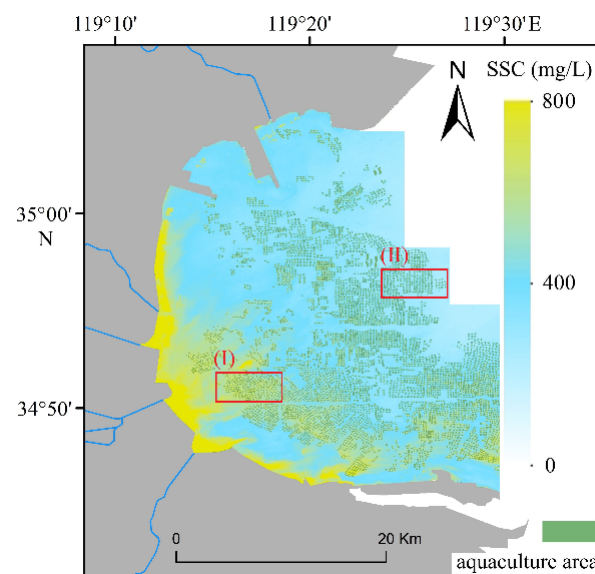 119°10' 119°20' 119°30'
N SSC (mg/L)
800
35°00'
N
(II)
400
(I)
34°50'
0
0 20 Km
aquaculture area